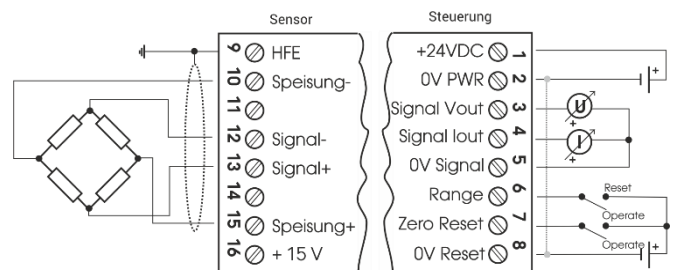 Sensor
Steuerung
9 HFE
10 Speisung-
11
12 Signal-
13 Signal+
14
15 Speisung+
16 + 15 V
+24VDC 1
0V PWR 2
Signal Vout 3
Signal Iout 4
0V Signal 5
Range 6
Zero Reset 7
0V Reset 8
+
U
+
I
+
Reset
Operate
Operate
+